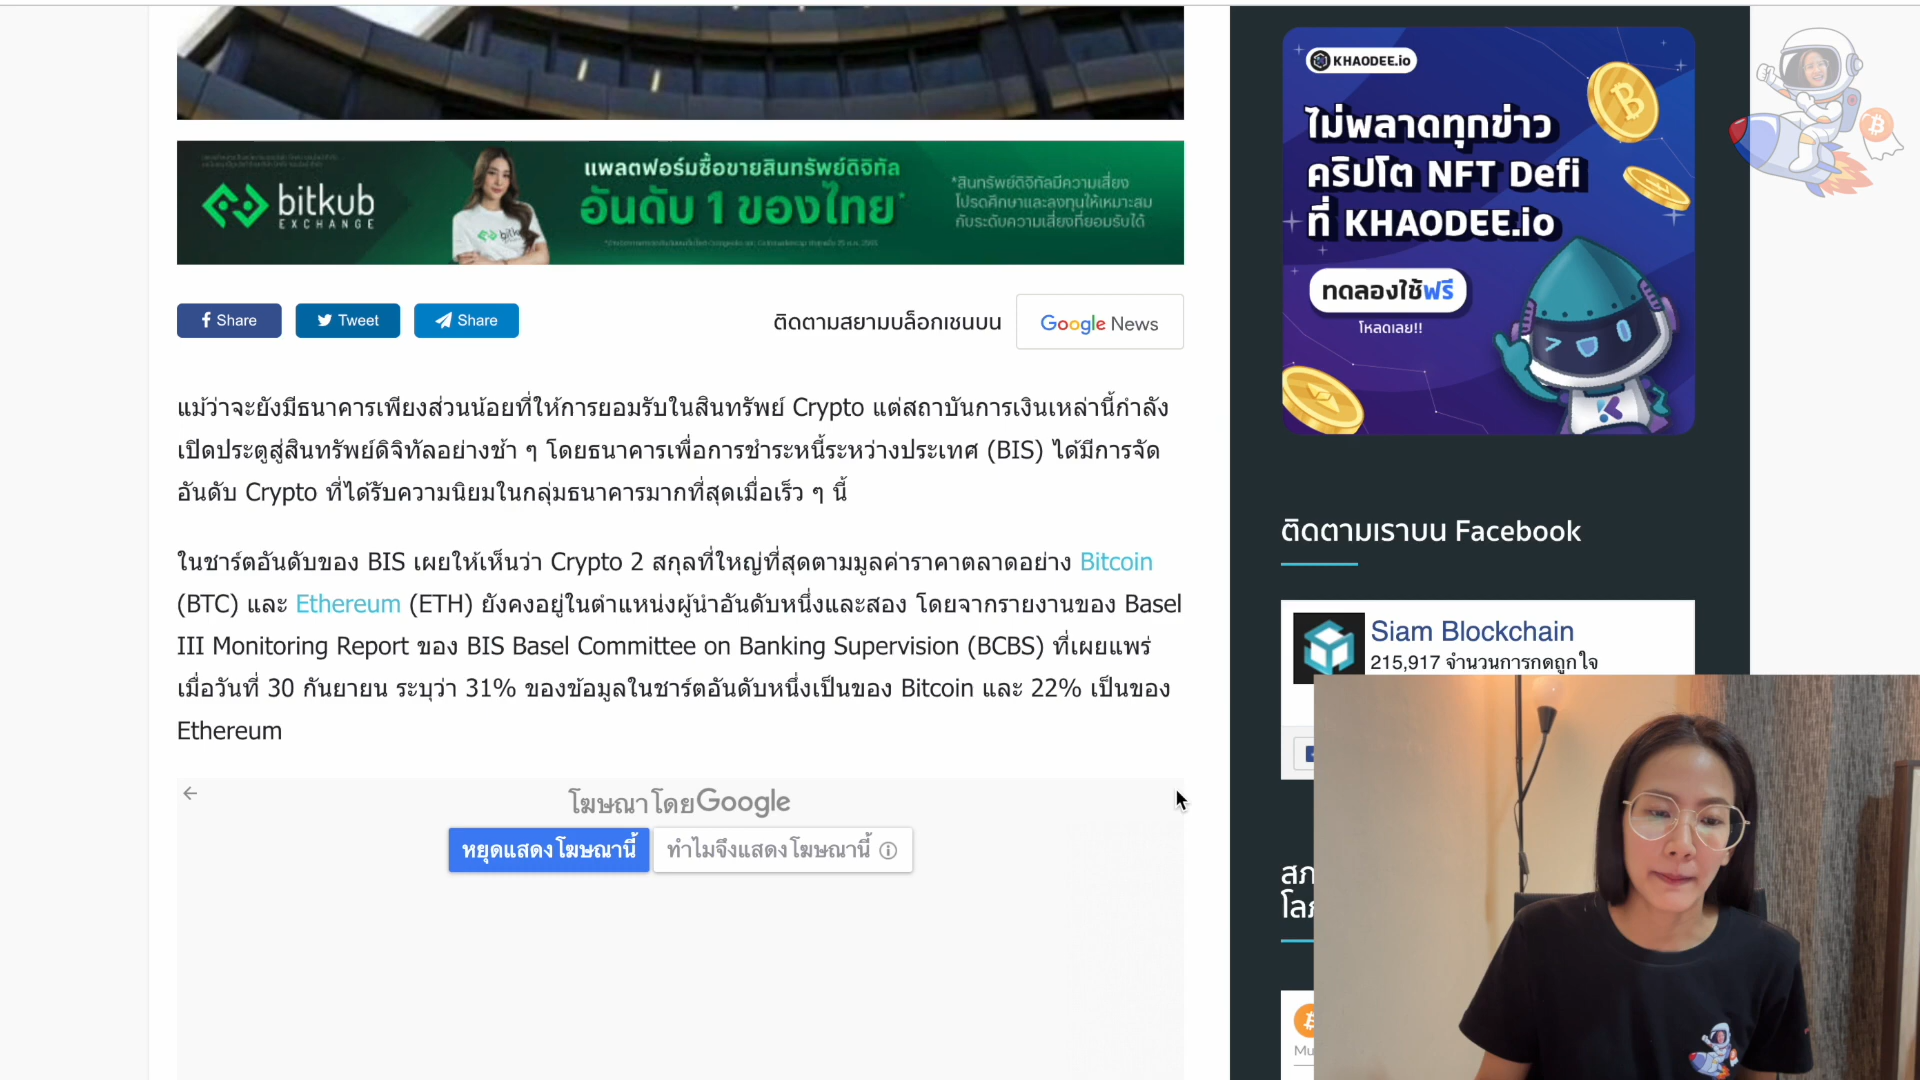 bitkub
EXCHANGE
แพลตฟอร์มซื้อขายสินทรัพย์ดิจิทัล
อันดับ 1 ของไทย*
*สินทรัพย์ดิจิทัลมีความเสี่ยง
โปรดศึกษาและลงทุนให้เหมาะสม
กับระดับความเสี่ยงที่ยอมรับได้
Share
Tweet
Share
ติดตามสยามบล็อกเชนบน
Google News
แม้ว่าจะยังมีธนาคารเพียงส่วนน้อยที่ให้การยอมรับในสินทรัพย์ Crypto แต่สถาบันการเงินเหล่านี้กำลัง
เปิดประตูสู่สินทรัพย์ดิจิทัลอย่างช้า ๆ โดยธนาคารเพื่อการชำระหนี้ระหว่างประเทศ (BIS) ได้มีการจัด
อันดับ Crypto ที่ได้รับความนิยมในกลุ่มธนาคารมากที่สุดเมื่อเร็ว ๆ นี้
ในชาร์ตอันดับของ BIS เผยให้เห็นว่า Crypto 2 สกุลที่ใหญ่ที่สุดตามมูลค่าราคาตลาดอย่าง Bitcoin
(BTC) และ Ethereum (ETH) ยังคงอยู่ในตำแหน่งผู้นำอันดับหนึ่งและสอง โดยจากรายงานของ Basel
III Monitoring Report ของ BIS Basel Committee on Banking Supervision (BCBS) ที่เผยแพร่
เมื่อวันที่ 30 กันยายน ระบุว่า 31% ของข้อมูลในชาร์ตอันดับหนึ่งเป็นของ Bitcoin และ 22% เป็นของ
Ethereum
โฆษณาโดยGoogle
หยุดแสดงโฆษณานี้
ทำไมจึงแสดงโฆษณานี้
KHAODEE.io
ไม่พลาดทุกข่าว
คริปโต NFT Defi
ที่ KHAODEE.io
ทดลองใช้ฟรี
โหลดเลย!!
ติดตามเราบน Facebook
Siam Blockchain
215,917 จำนวนการกดถูกใจ